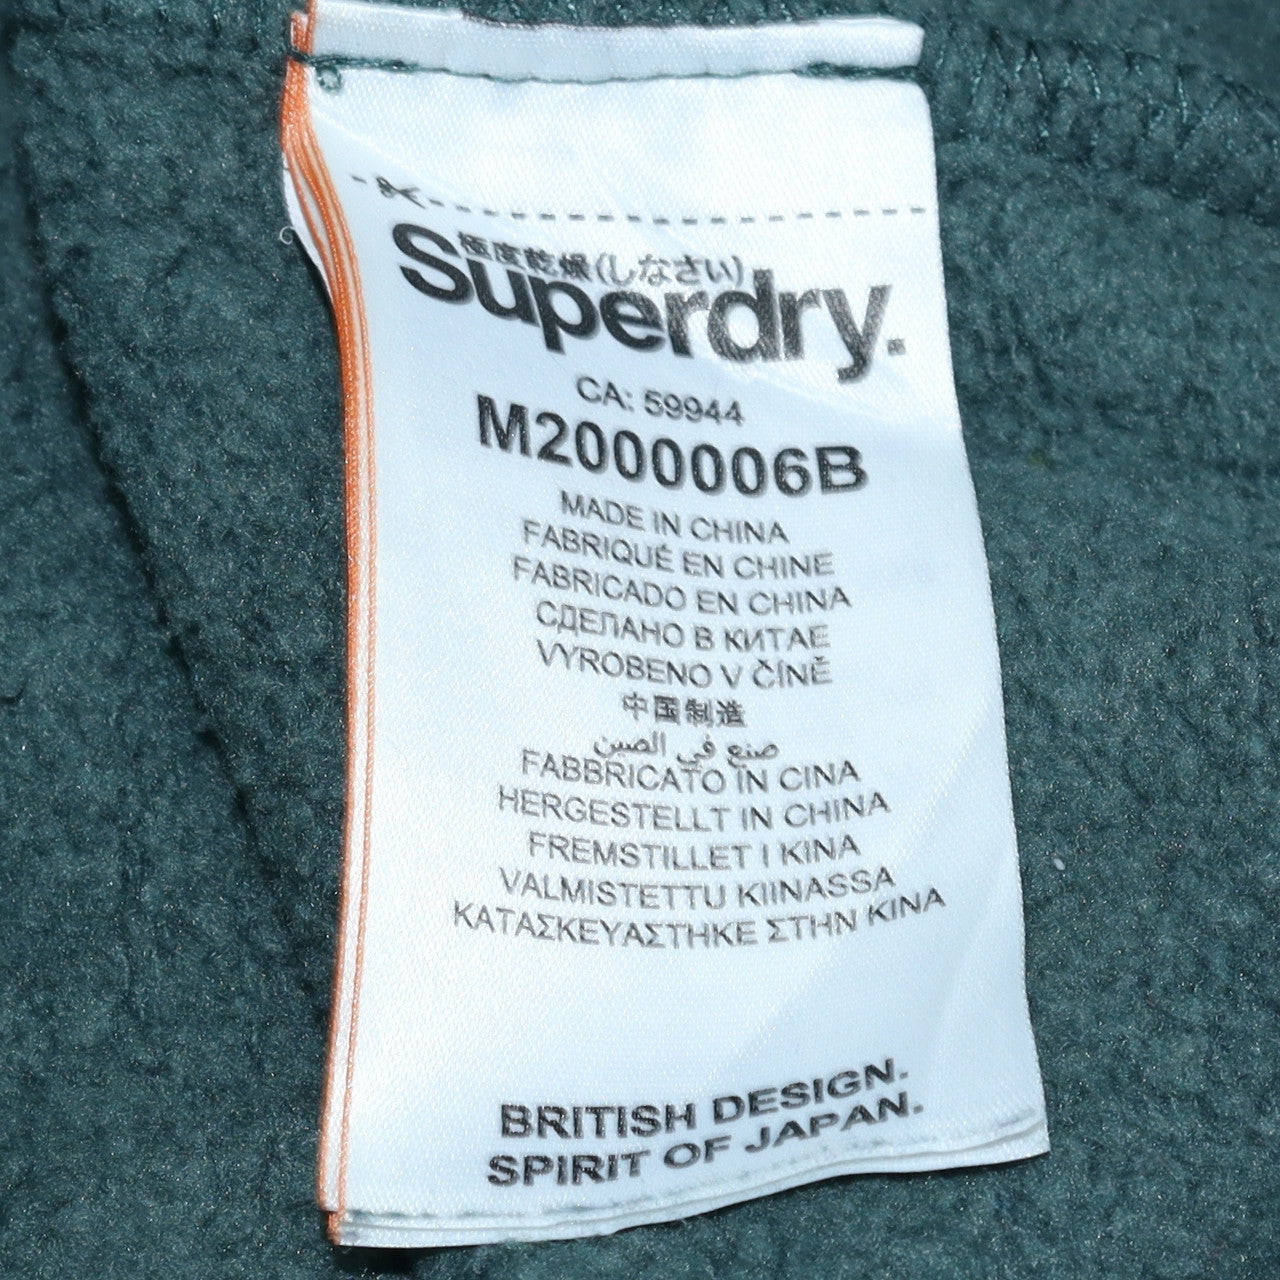 極度乾燥(しなさい)
Superdry.
CA: 59944
M2000006B
MADE IN CHINA
FABRIQUÉ EN CHINE
FABRICADO EN CHINA
СДЕЛАНО В КИТАЕ
VYROBENO V ČÍNĚ
中国制造
صنع في الصين
FABBRICATO IN CINA
HERGESTELLT IN CHINA
FREMSTILLET I KINA
VALMISTETTU KIINASSA
ΚΑΤΑΣΚΕΥΑΣΤΗΚΕ ΣΤΗΝ ΚΙΝΑ
BRITISH DESIGN.
SPIRIT OF JAPAN.